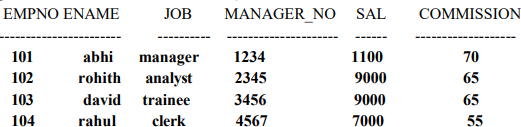 EMPNO ENAME JOB MANAGER_NO SAL COMMISSION
---------------------- ---------- --------------------- ------ -------------------
101 abhi manager 1234 1100 70
102 rohith analyst 2345 9000 65
103 david trainee 3456 9000 65
104 rahul clerk 4567 7000 55